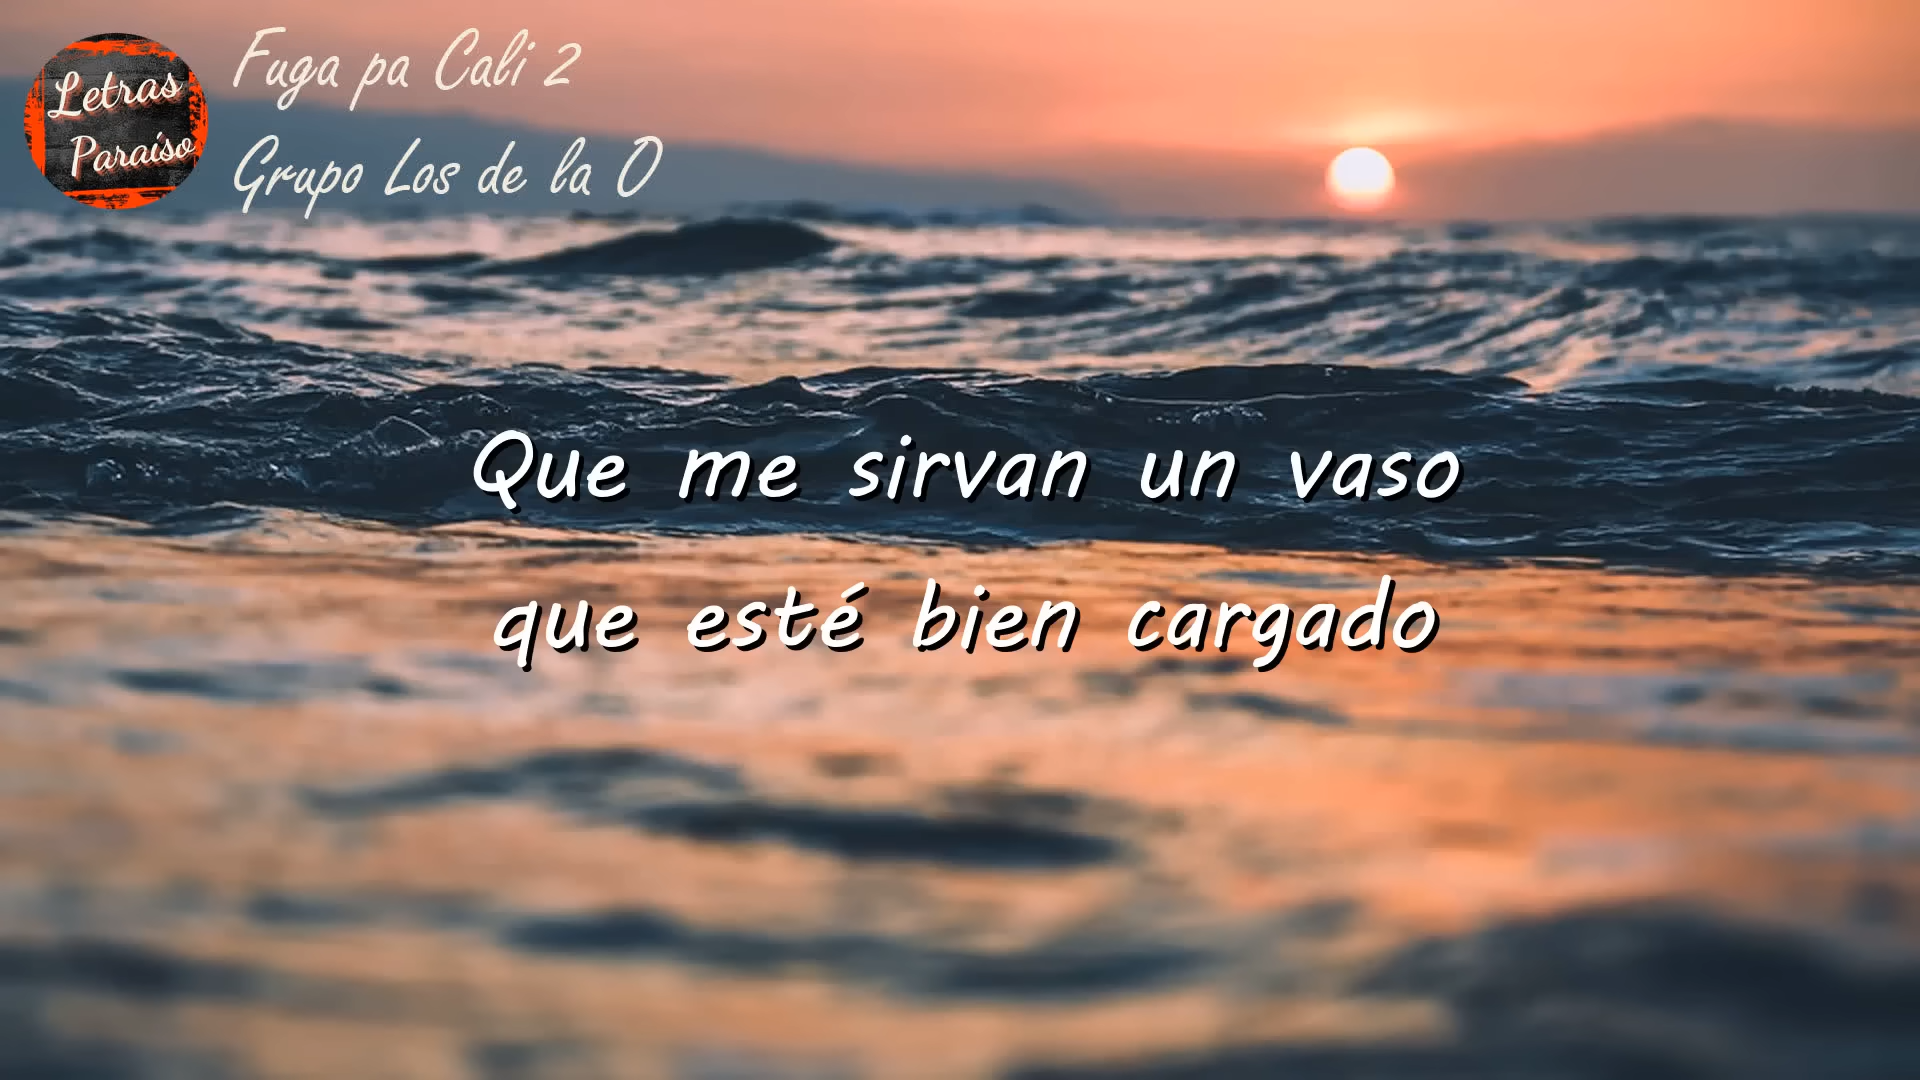 Letras
Paraíso
Fuga pa Cali 2
Grupo Los de la O
Que me sirvan un vaso
que esté bien cargado